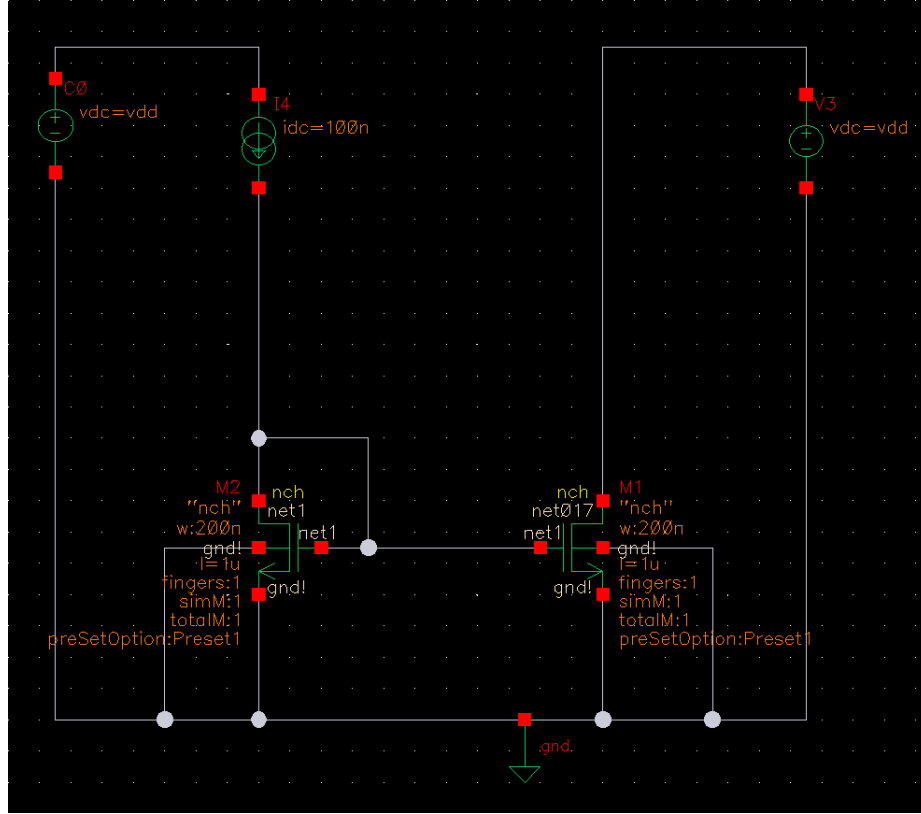 C0
vdc=vdd
I4
idc=100n
V3
vdc=vdd
M2
nch
"nch"
net1
w:200n
net1
gnd!
l=1u
gnd!
fingers:1
simM:1
totalM:1
preSetOption:Preset1
nch
M1
net017
"nch"
net1
w:200n
gnd!
l=1u
gnd!
fingers:1
simM:1
totalM:1
preSetOption:Preset1
gnd